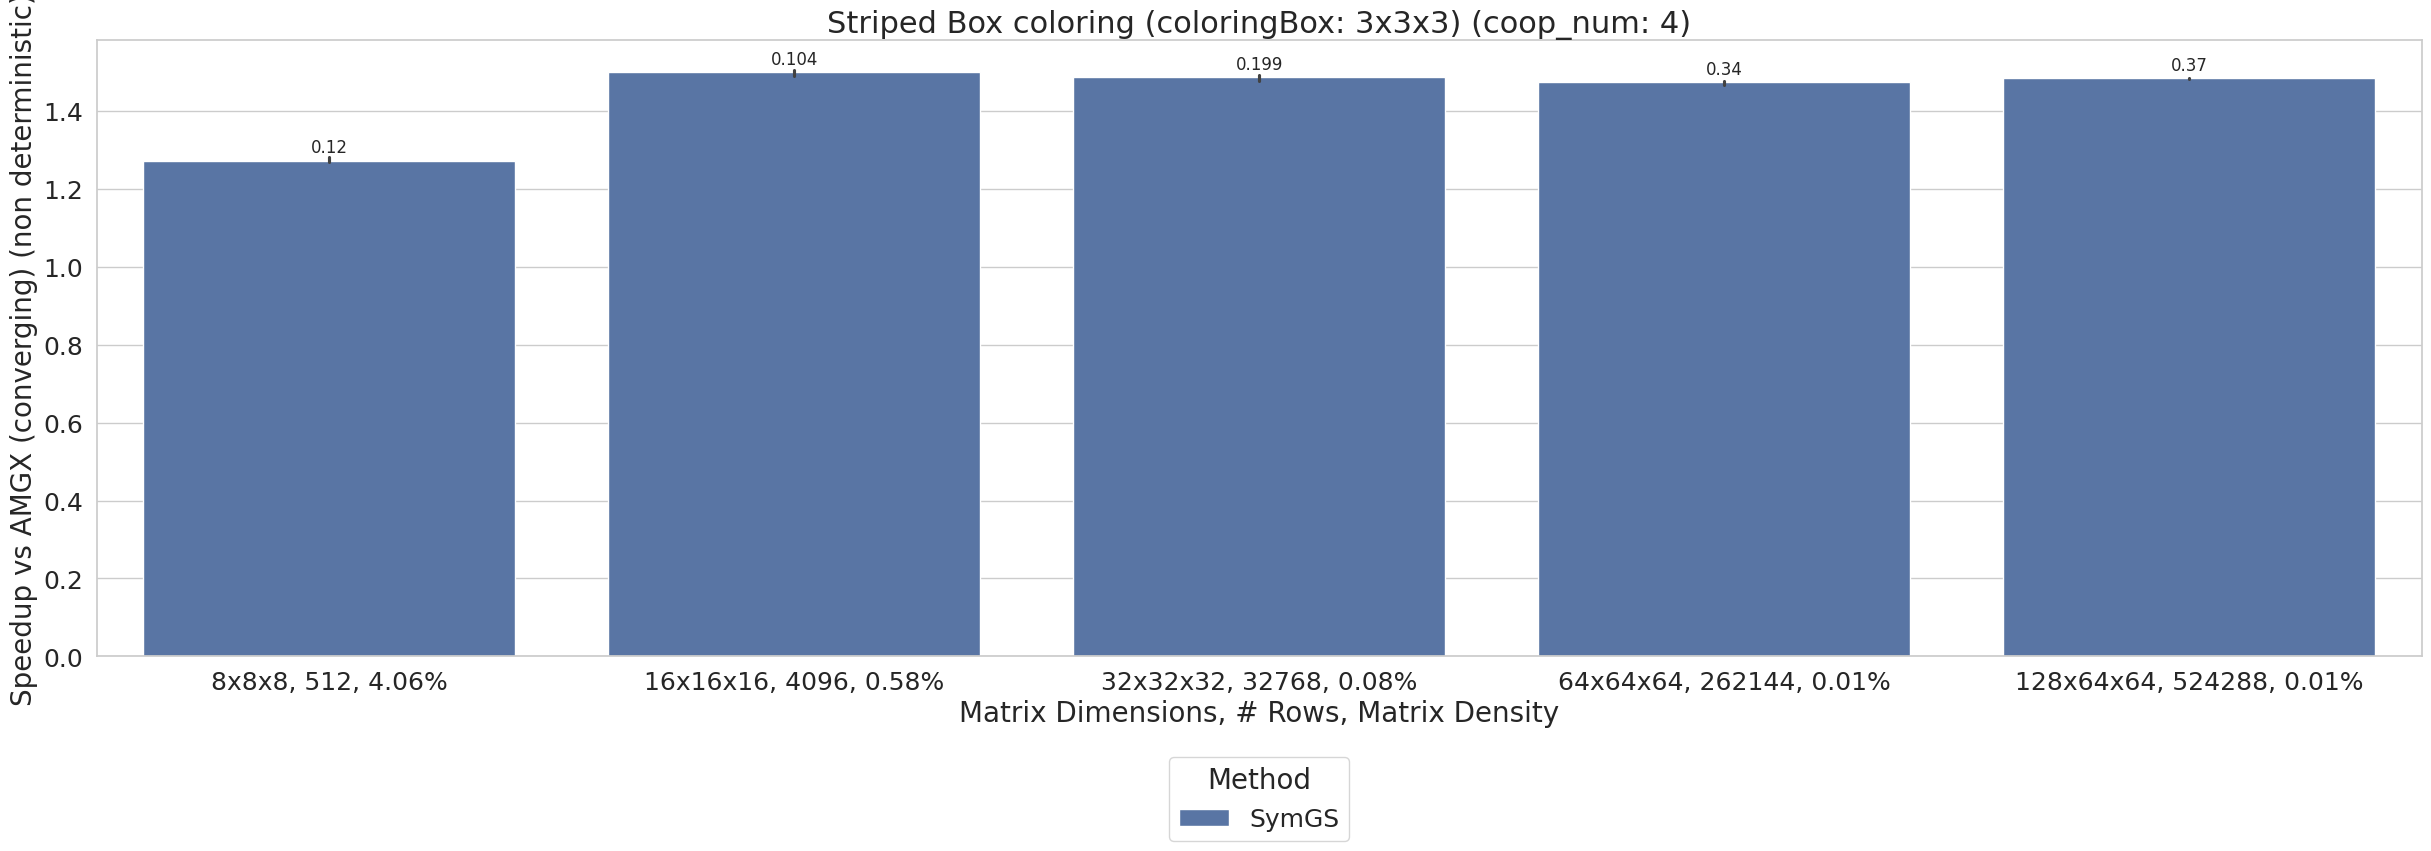 Striped Box coloring (coloringBox: 3x3x3) (coop_num: 4)
Speedup vs AMGX (converging) (non deterministic)
1.4
1.2
1.0
0.8
0.6
0.4
0.2
0.0
0.12
0.104
0.199
0.34
0.37
8x8x8, 512, 4.06%
16x16x16, 4096, 0.58%
32x32x32, 32768, 0.08%
64x64x64, 262144, 0.01%
128x64x64, 524288, 0.01%
Matrix Dimensions, # Rows, Matrix Density
Method
SymGS